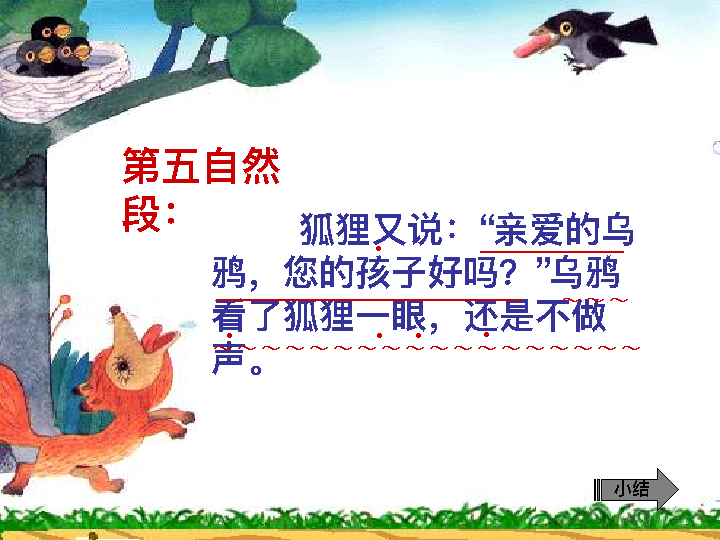 第五自然
段：
狐狸又说：“亲爱的乌
鸦，您的孩子好吗？”乌鸦
看了狐狸一眼，还是不做
声。
小结